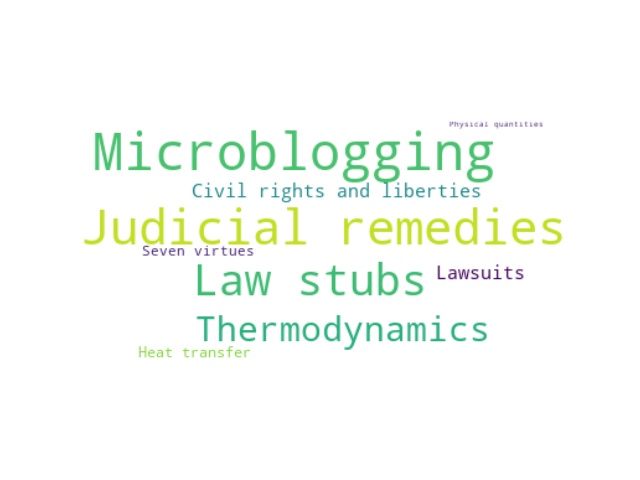 Physical quantities
Microblogging
Civil rights and liberties
Judicial remedies
Seven virtues
Law stubs
Lawsuits
Thermodynamics
Heat transfer